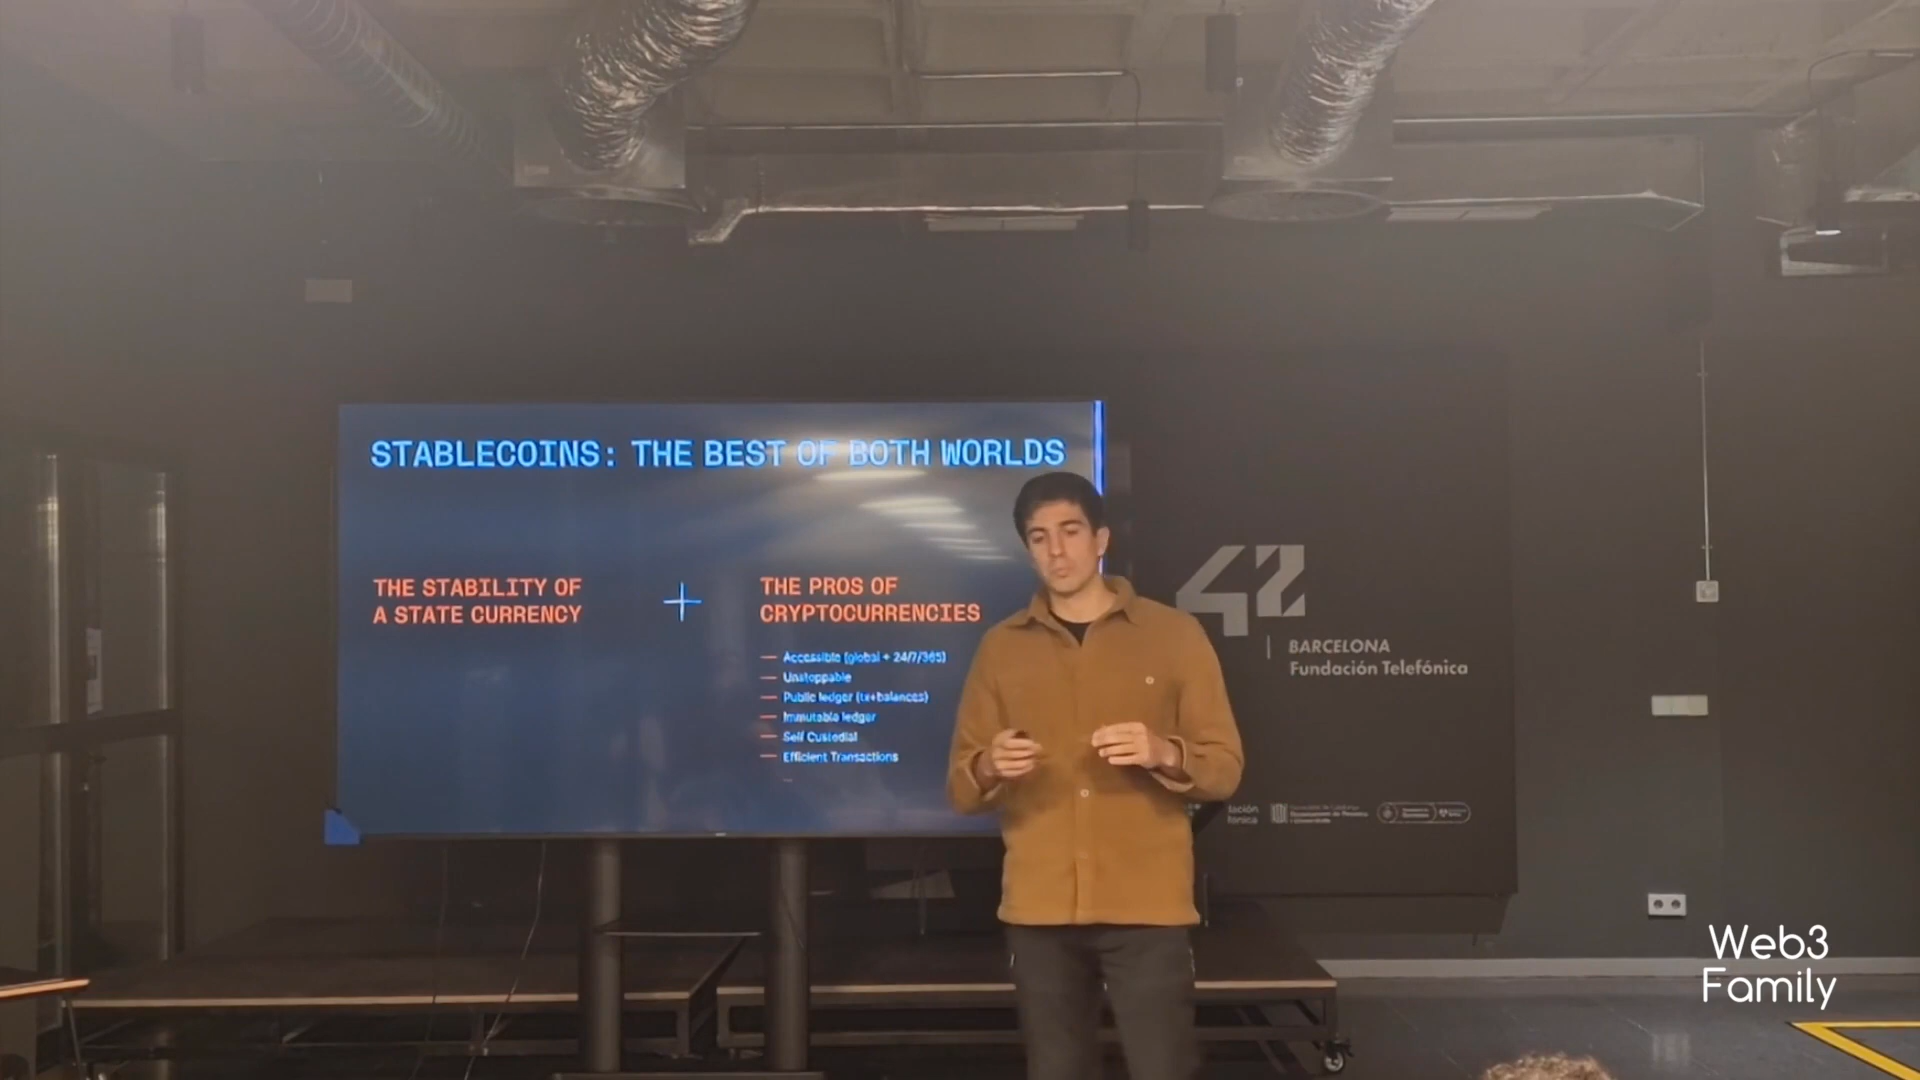 STABLECOINS: THE BEST OF BOTH WORLDS
THE STABILITY OF
A STATE CURRENCY
+
THE PROS OF
CRYPTOCURRENCIES
— Accessible (global + 24/7/365)
— Unstoppable
— Public ledger (tx+balances)
— Immutable ledger
— Self Custodial
— Efficient Transactions
42
BARCELONA
Fundación Telefónica
Web3
Family